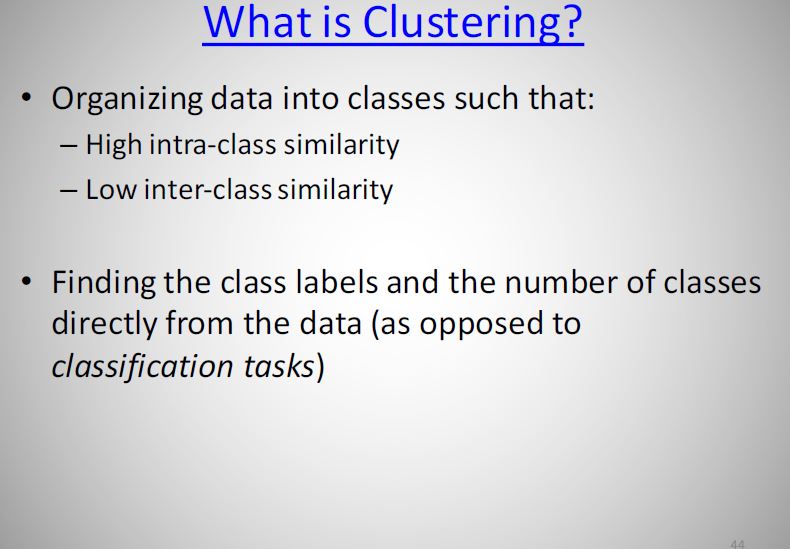 What is Clustering?
• Organizing data into classes such that:
– High intra-class similarity
– Low inter-class similarity
• Finding the class labels and the number of classes
directly from the data (as opposed to
classification tasks)
44